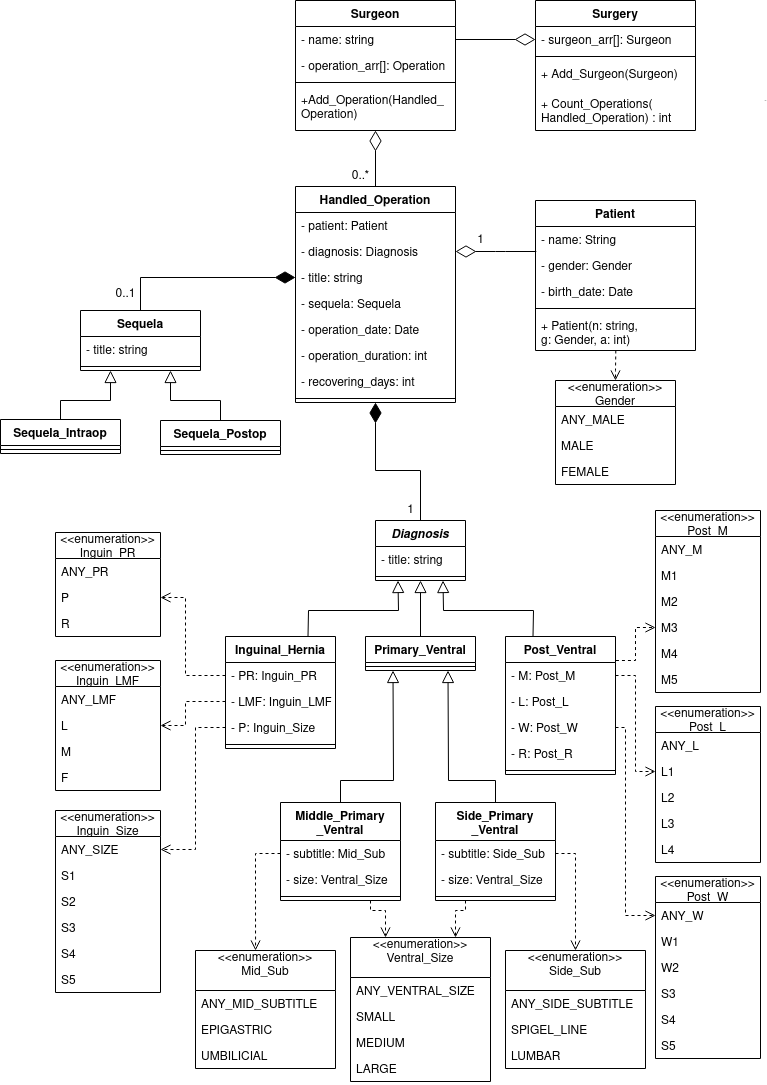 Surgeon
- name: string
- operation_arr[]: Operation
+Add_Operation(Handled_
Operation)
Surgery
- surgeon_arr[]: Surgeon
+ Add_Surgeon(Surgeon)
+ Count_Operations(
Handled_Operation) : int
0..*
Handled_Operation
- patient: Patient
- diagnosis: Diagnosis
- title: string
- sequela: Sequela
- operation_date: Date
- operation_duration: int
- recovering_days: int
1
Patient
- name: String
- gender: Gender
- birth_date: Date
+ Patient(n: string,
g: Gender, a: int)
0..1
Sequela
- title: string
Sequela_Intraop
Sequela_Postop
<<enumeration>>
Gender
ANY_MALE
MALE
FEMALE
1
Diagnosis
- title: string
<<enumeration>>
Inguin_PR
ANY_PR
P
R
<<enumeration>>
Inguin_LMF
ANY_LMF
L
M
F
<<enumeration>>
Inguin_Size
ANY_SIZE
S1
S2
S3
S4
S5
Inguinal_Hernia
- PR: Inguin_PR
- LMF: Inguin_LMF
- P: Inguin_Size
Primary_Ventral
Post_Ventral
- M: Post_M
- L: Post_L
- W: Post_W
- R: Post_R
<<enumeration>>
Post_M
ANY_M
M1
M2
M3
M4
M5
<<enumeration>>
Post_L
ANY_L
L1
L2
L3
L4
<<enumeration>>
Post_W
ANY_W
W1
W2
S3
S4
S5
Middle_Primary
_Ventral
- subtitle: Mid_Sub
- size: Ventral_Size
Side_Primary
_Ventral
- subtitle: Side_Sub
- size: Ventral_Size
<<enumeration>>
Mid_Sub
ANY_MID_SUBTITLE
EPIGASTRIC
UMBILICIAL
<<enumeration>>
Ventral_Size
ANY_VENTRAL_SIZE
SMALL
MEDIUM
LARGE
<<enumeration>>
Side_Sub
ANY_SIDE_SUBTITLE
SPIGEL_LINE
LUMBAR